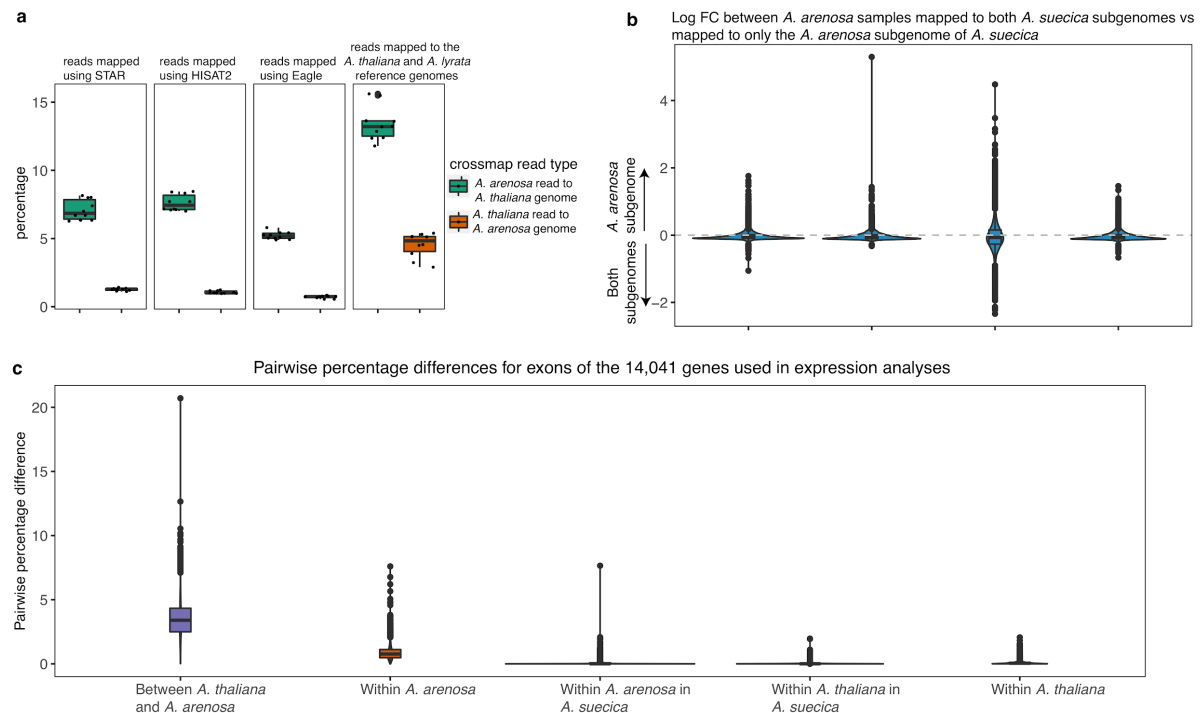 a
reads mapped
using STAR
reads mapped
using HISAT2
reads mapped
using Eagle
reads mapped to the
A. thaliana and A. lyrata
reference genomes
percentage
15
10
5
0
crossmap read type
A. arenosa read to
A. thaliana genome
A. thaliana read to
A. arenosa genome
b
Log FC between A. arenosa samples mapped to both A. suecica subgenomes vs
mapped to only the A. arenosa subgenome of A. suecica
A. arenosa
subgenome
Both
subgenomes
4
2
0
−2
c
Pairwise percentage differences for exons of the 14,041 genes used in expression analyses
Pairwise percentage difference
20
15
10
5
0
Between A. thaliana
and A. arenosa
Within A. arenosa
Within A. arenosa in
A. suecica
Within A. thaliana in
A. suecica
Within A. thaliana